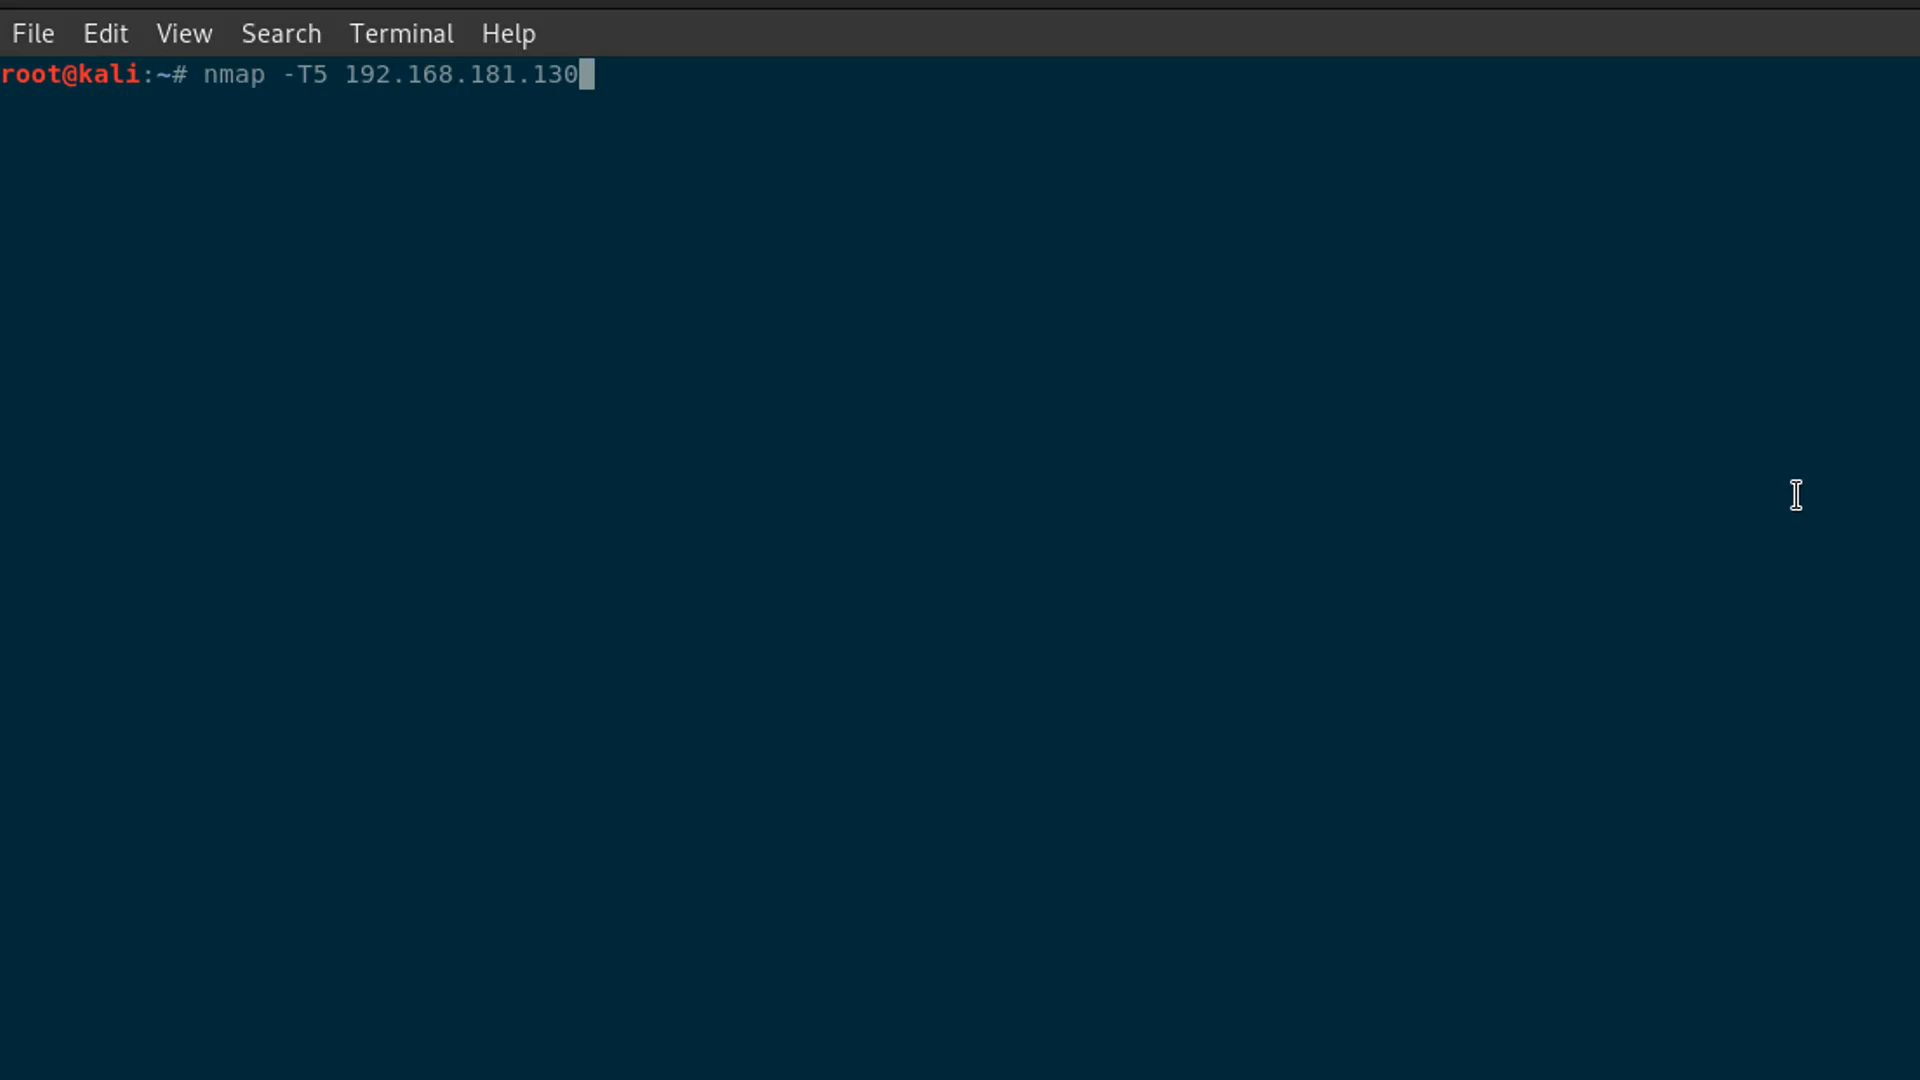 File Edit View Search Terminal Help
root@kali:~# nmap -T5 192.168.181.130